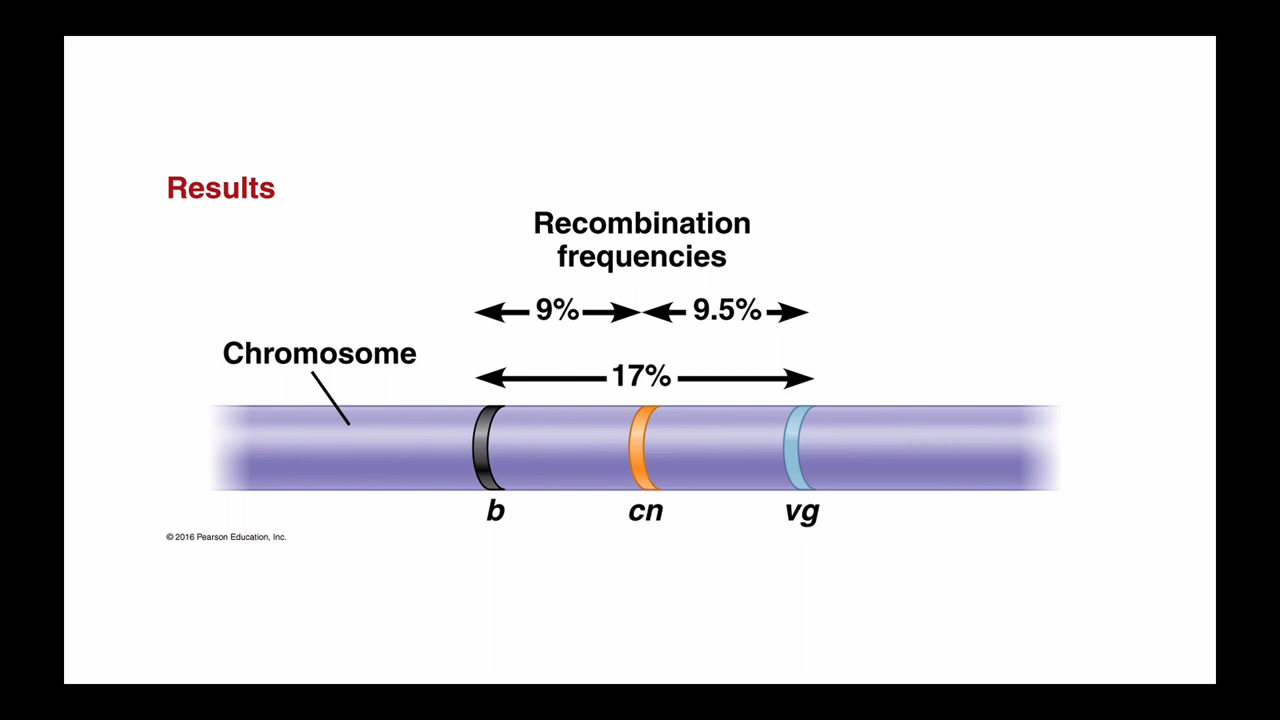 Results
Recombination
frequencies
9% 9.5%
Chromosome
17%
b cn vg
© 2016 Pearson Education, Inc.